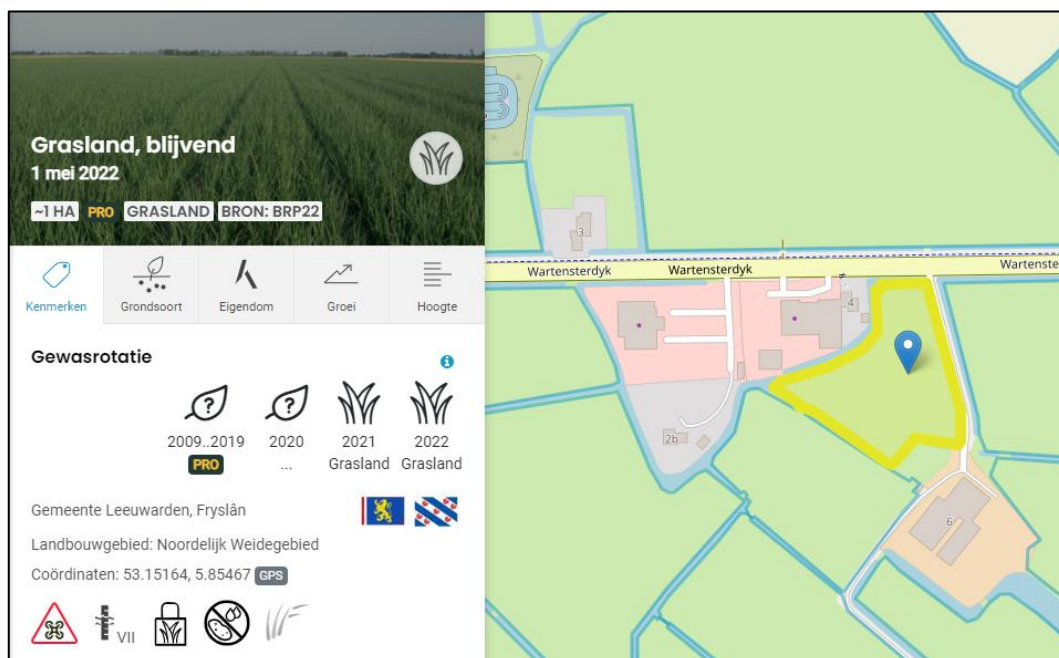 Grasland, blijvend
1 mei 2022
~1 HA PRO GRASLAND BRON: BRP22
Kenmerken Grondsoort Eigendom Groei Hoogte
Gewasrotatie
2009..2019 2020 2021 2022
PRO ... Grasland Grasland
Gemeente Leeuwarden, Fryslân
Landbouwgebied: Noordelijk Weidegebied
Coördinaten: 53.15164, 5.85467 GPS
VII
3
Wartensterdyk Wartensterdyk Wartenste
4
2b
6